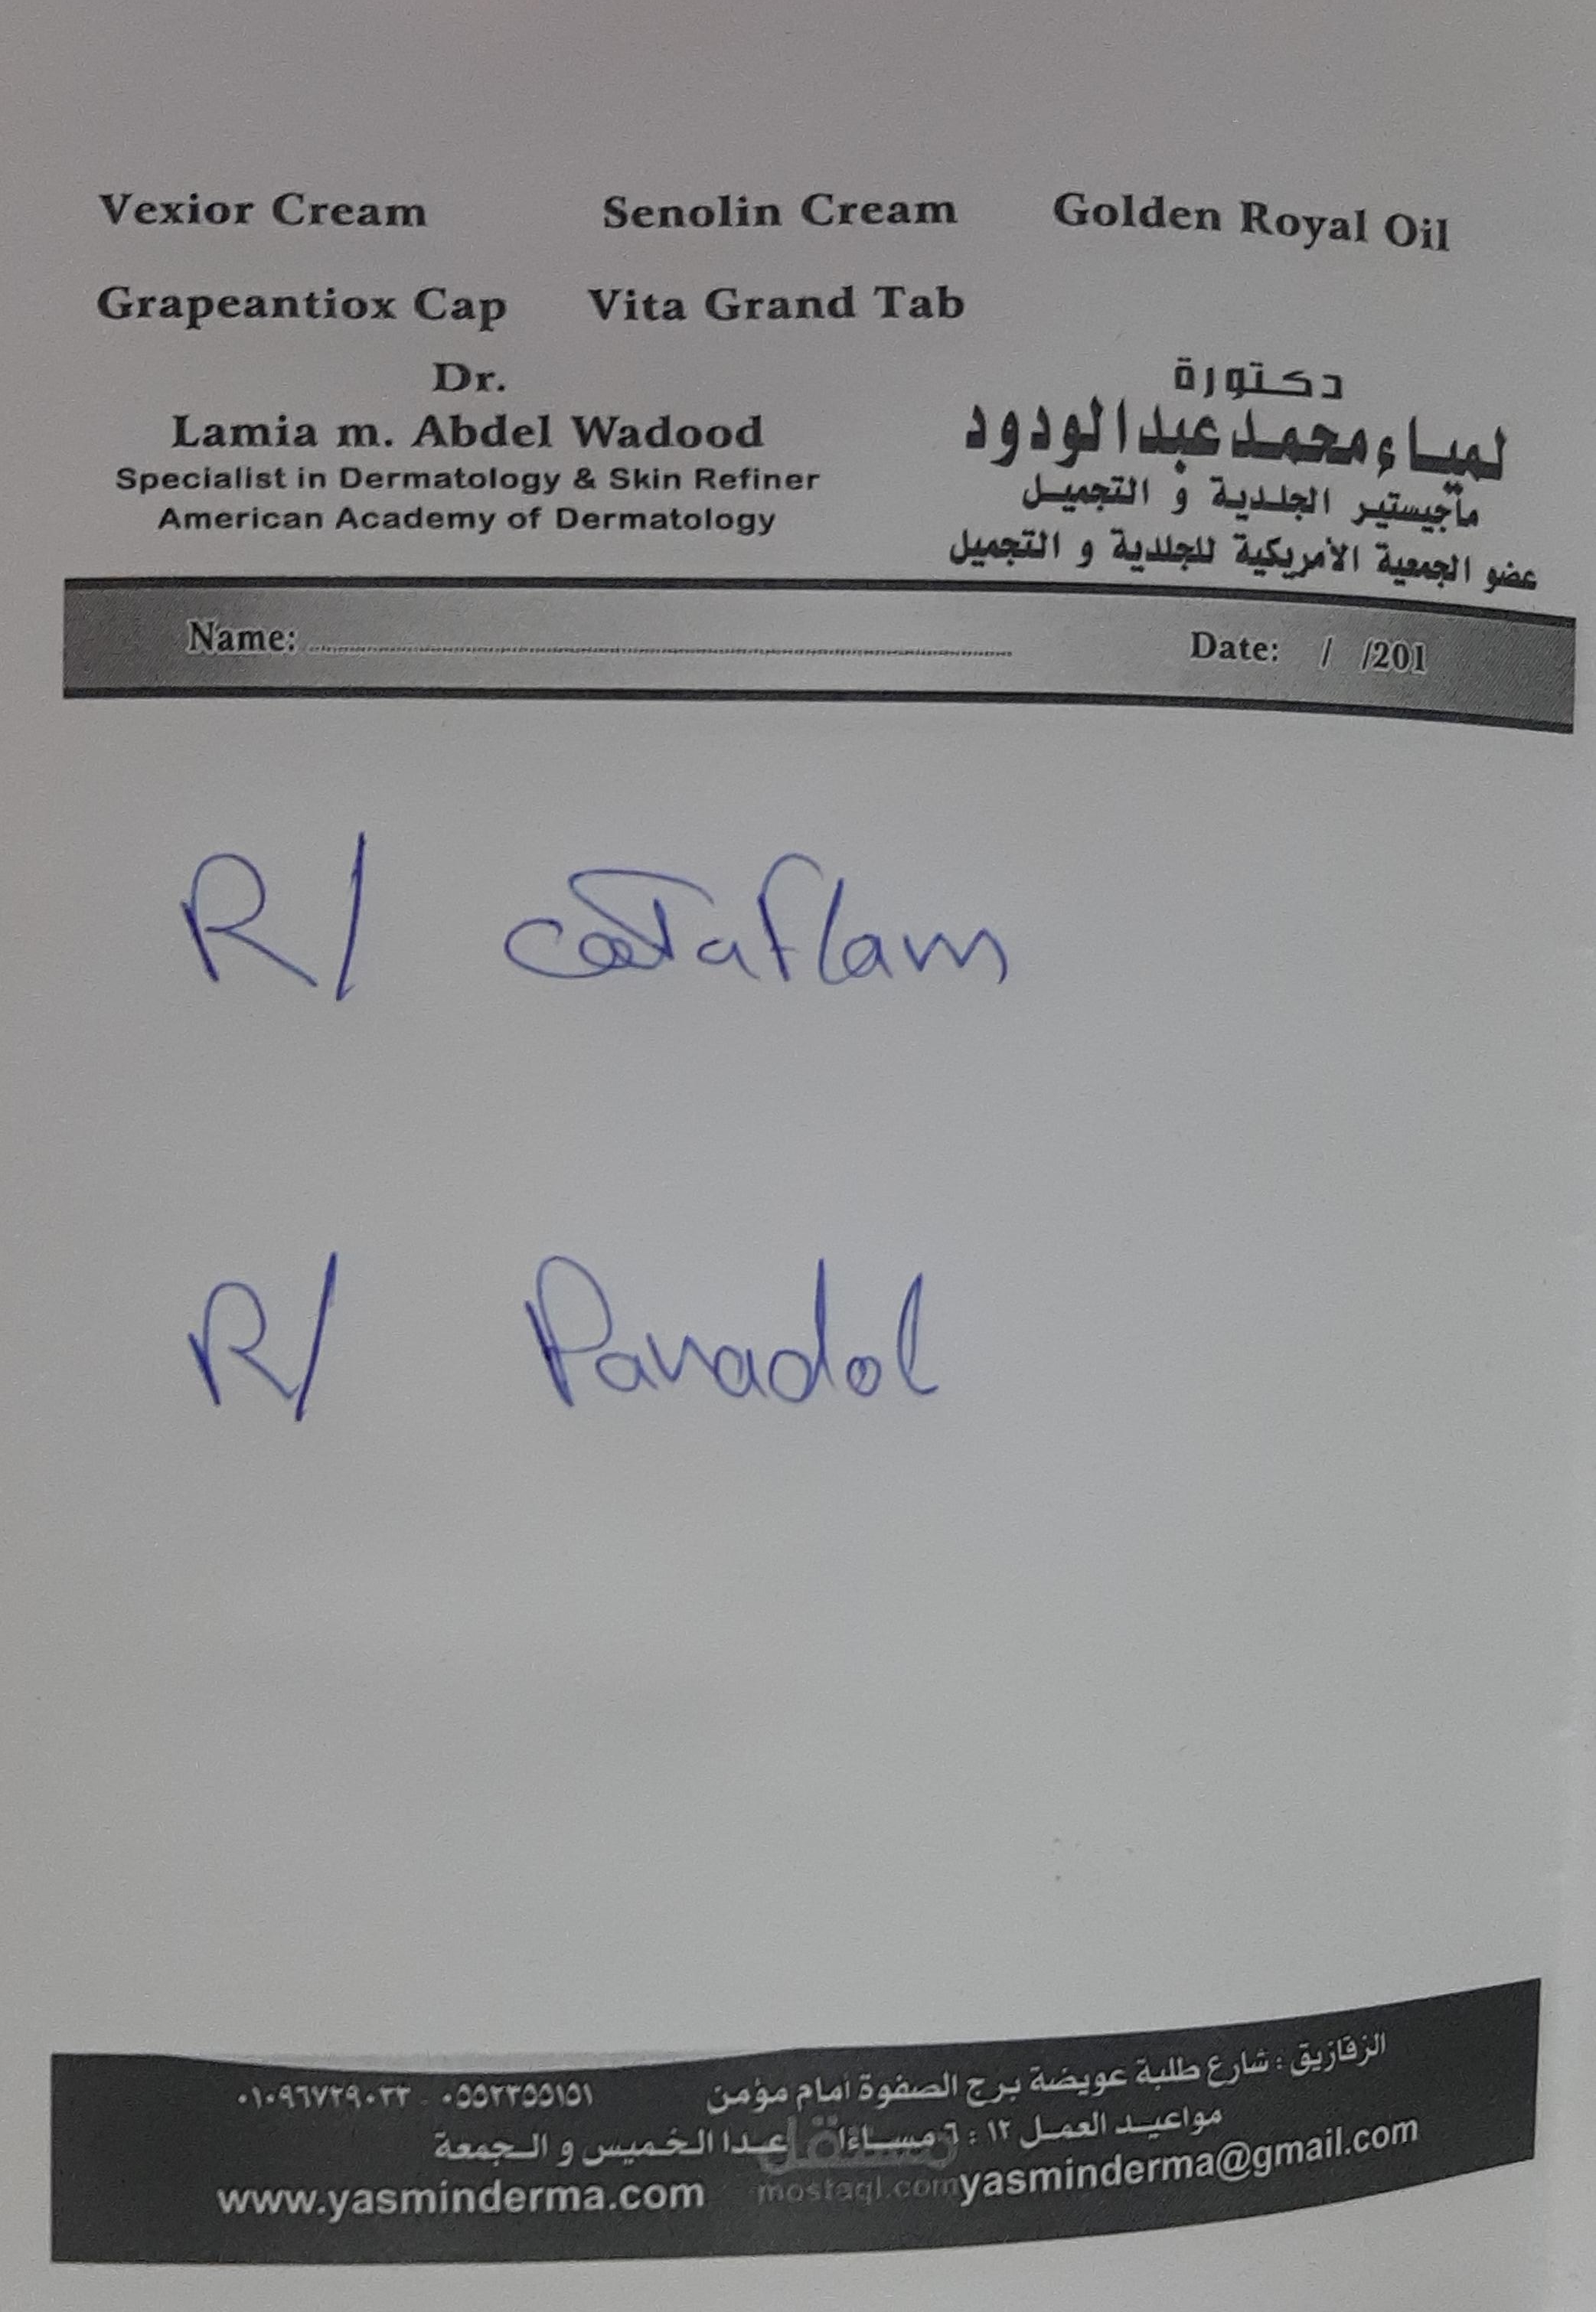 Vexior Cream Senolin Cream Golden Royal Oil
Grapeantiox Cap Vita Grand Tab
Dr.
Lamia m. Abdel Wadood
Specialist in Dermatology & Skin Refiner
American Academy of Dermatology
دكتورة
لمياء محمد عبدالودود
ماجيستير الجلدية و التجميل
عضو الجمعية الأمريكية للجلدية و التجميل
Name: Date: / /201
R/ cataflam
R/ Panadol
الزقازيق : شارع طلبة عويضة برج الصفوة أمام مؤمن ٠٥٥٢٣٥٥١٥١ - ٠١٠٩٦٧٢٩٠٢٢
مواعيد العمل ١٢ : ٦ مساءا عدا الخميس و الجمعة
www.yasminderma.com yasminderma@gmail.com
مستقل
mostaql.com